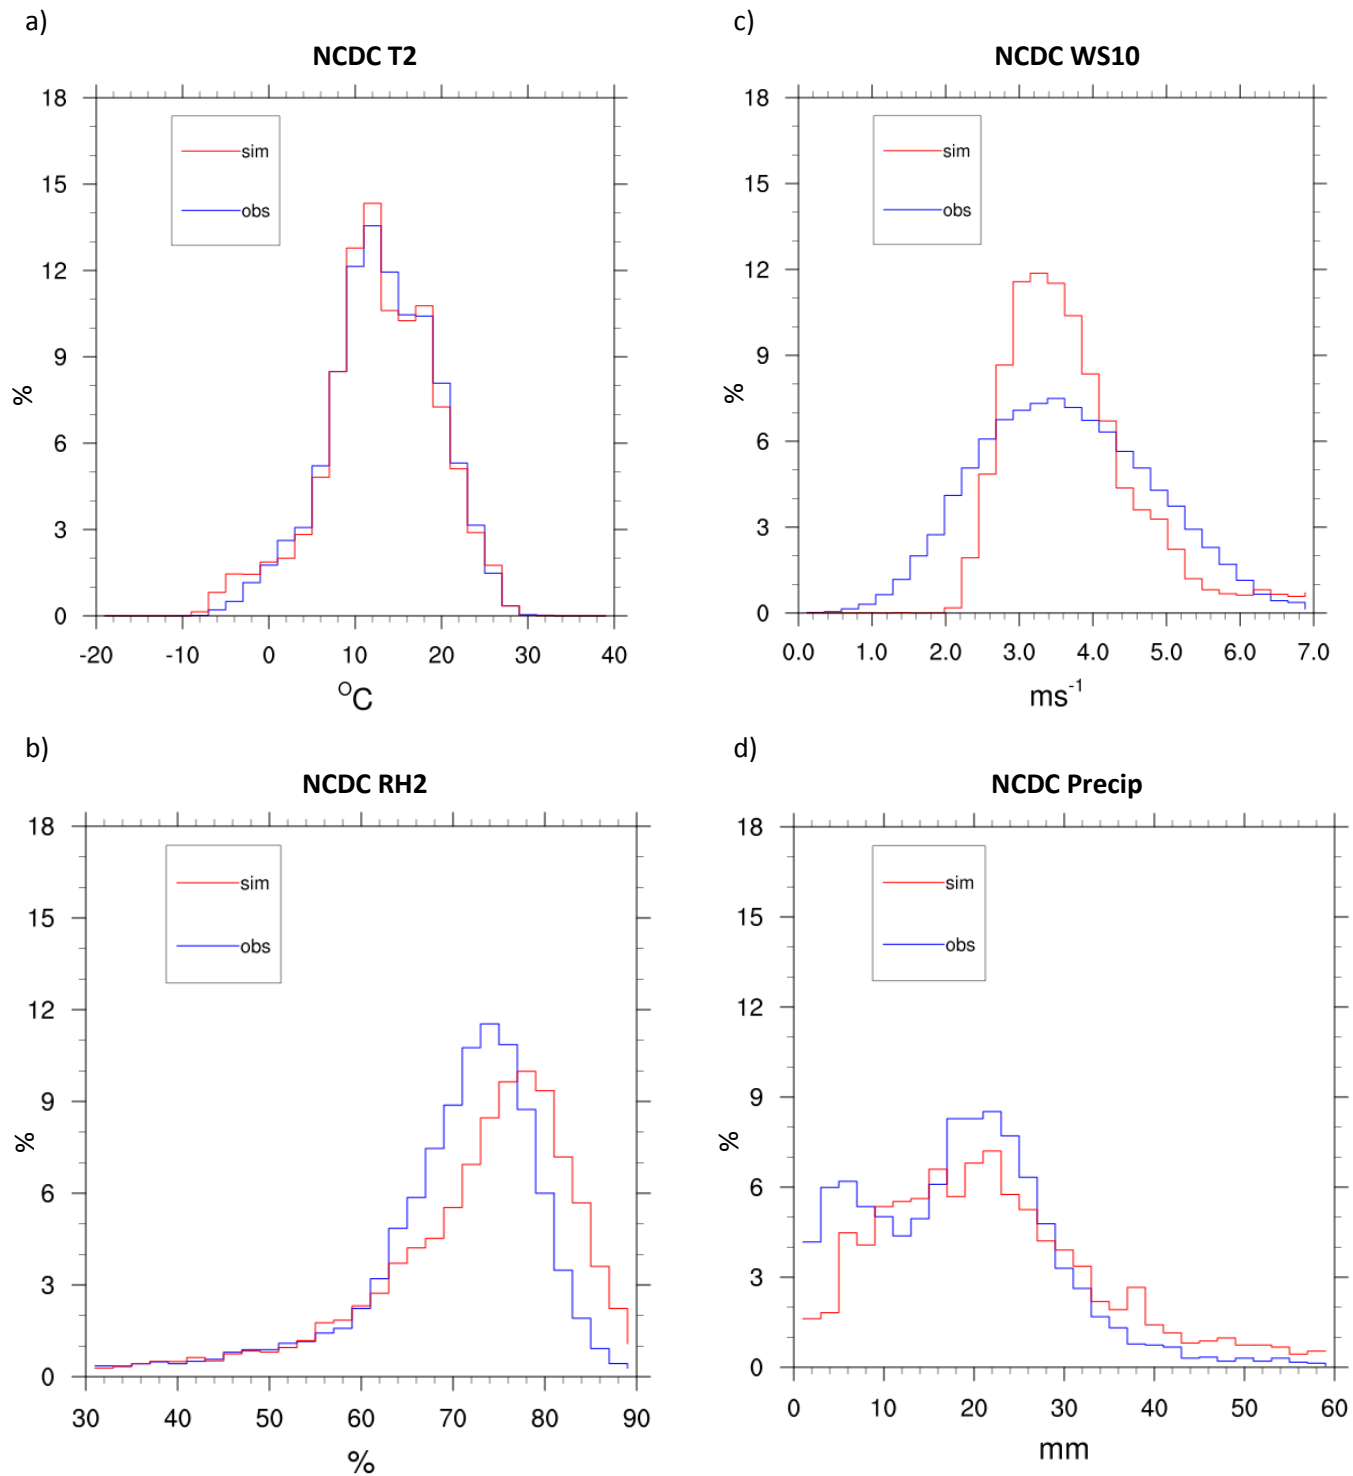 a)
NCDC T2
18
15
12
9
6
3
0
%
sim
obs
-20 -10 0 10 20 30 40
°C
c)
NCDC WS10
18
15
12
9
6
3
0
%
sim
obs
0.0 1.0 2.0 3.0 4.0 5.0 6.0 7.0
ms-1
b)
NCDC RH2
18
15
12
9
6
3
0
%
sim
obs
30 40 50 60 70 80 90
%
d)
NCDC Precip
18
15
12
9
6
3
0
%
sim
obs
0 10 20 30 40 50 60
mm